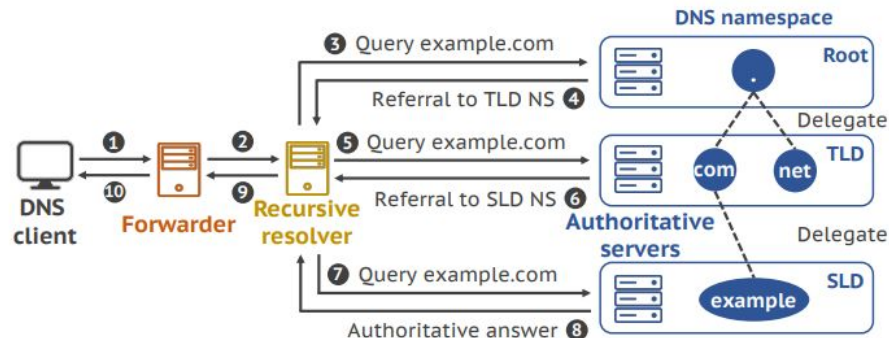 DNS namespace
3 Query example.com
Root
.
Referral to TLD NS 4
Delegate
1
2
5 Query example.com
TLD
com
net
10
9
Referral to SLD NS 6
DNS
client
Forwarder
Recursive
resolver
Authoritative
servers
Delegate
7 Query example.com
SLD
example
Authoritative answer 8